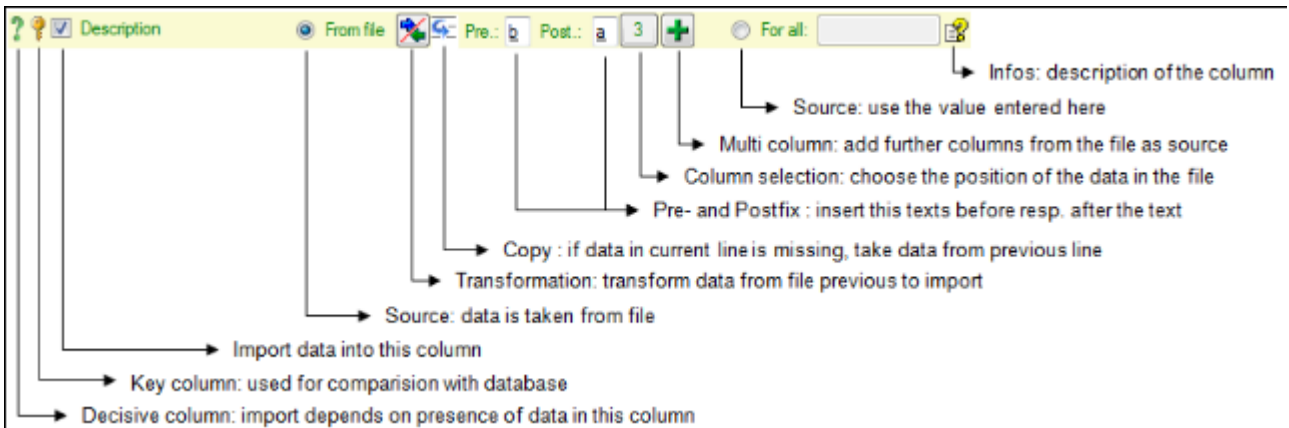 ? Description From file Pre.: b Post.: a 3 For all:
Infos: description of the column
Source: use the value entered here
Multi column: add further columns from the file as source
Column selection: choose the position of the data in the file
Pre- and Postfix : insert this texts before resp. after the text
Copy : if data in current line is missing, take data from previous line
Transformation: transform data from file previous to import
Source: data is taken from file
Import data into this column
Key column: used for comparision with database
Decisive column: import depends on presence of data in this column